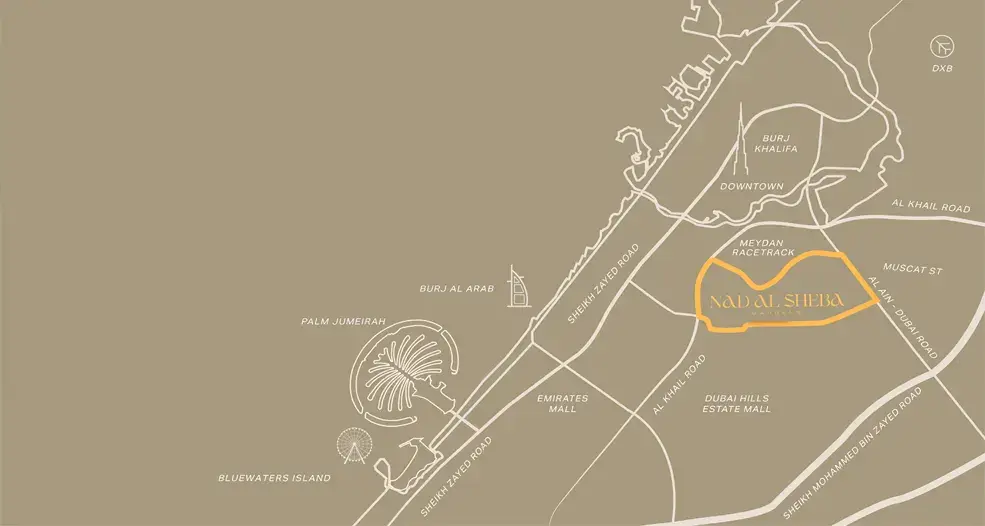 DXB
BURJ
KHALIFA
DOWNTOWN
AL KHAIL ROAD
MEYDAN
RACETRACK
MUSCAT ST
SHEIKH ZAYED ROAD
BURJ AL ARAB
NAD AL SHEBA
GARDENS
AL AIN - DUBAI ROAD
PALM JUMEIRAH
AL KHAIL ROAD
EMIRATES
MALL
DUBAI HILLS
ESTATE MALL
SHEIKH MOHAMMED BIN ZAYED ROAD
SHEIKH ZAYED ROAD
BLUEWATERS ISLAND